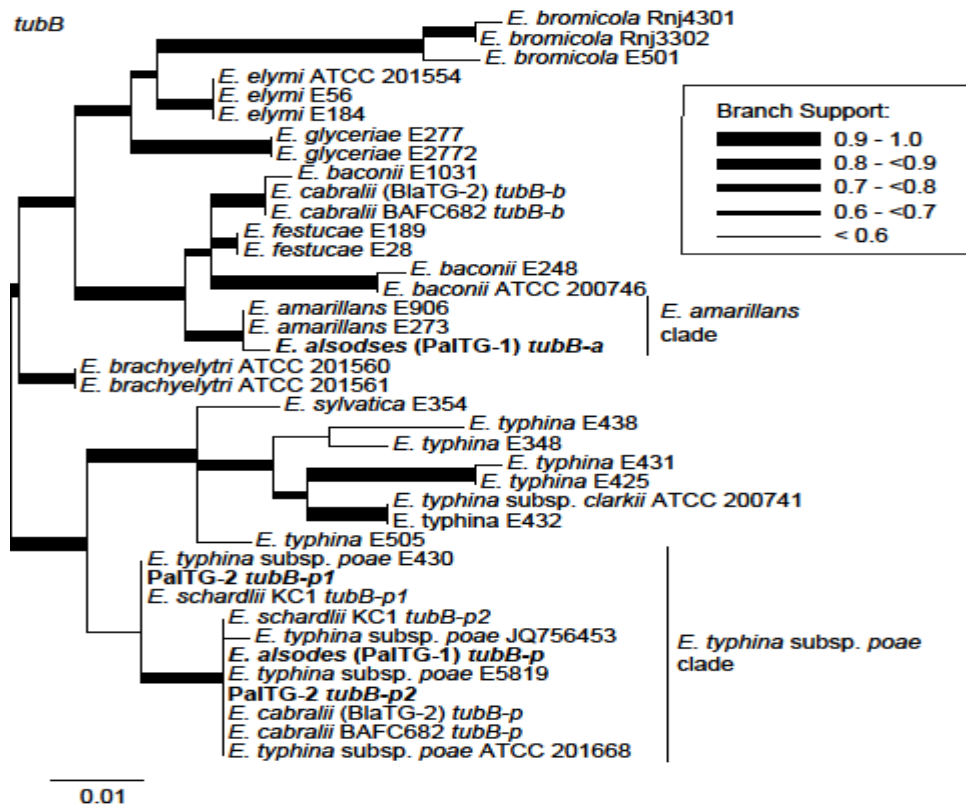 tubB
E. bromicola Rnj4301
E. bromicola Rnj3302
E. bromicola E501
E. elymi ATCC 201554
E. elymi E56
E. elymi E184
E. glyceriae E277
E. glyceriae E2772
E. baconii E1031
E. cabralii (BlaTG-2) tubB-b
E. cabralii BAFC682 tubB-b
E. festucae E189
E. festucae E28
E. baconii E248
E. baconii ATCC 200746
E. amarillans E906
E. amarillans E273
E. alsodses (PalTG-1) tubB-a
E. amarillans
clade
E. brachyelytri ATCC 201560
E. brachyelytri ATCC 201561
E. sylvatica E354
E. typhina E438
E. typhina E348
E. typhina E431
E. typhina E425
E. typhina subsp. clarkii ATCC 200741
E. typhina E432
E. typhina E505
E. typhina subsp. poae E430
PalTG-2 tubB-p1
E. schardlii KC1 tubB-p1
E. schardlii KC1 tubB-p2
E. typhina subsp. poae JQ756453
E. alsodes (PalTG-1) tubB-p
E. typhina subsp. poae E5819
PalTG-2 tubB-p2
E. cabralii (BlaTG-2) tubB-p
E. cabralii BAFC682 tubB-p
E. typhina subsp. poae ATCC 201668
E. typhina subsp. poae
clade
Branch Support:
0.9 - 1.0
0.8 - <0.9
0.7 - <0.8
0.6 - <0.7
< 0.6
0.01